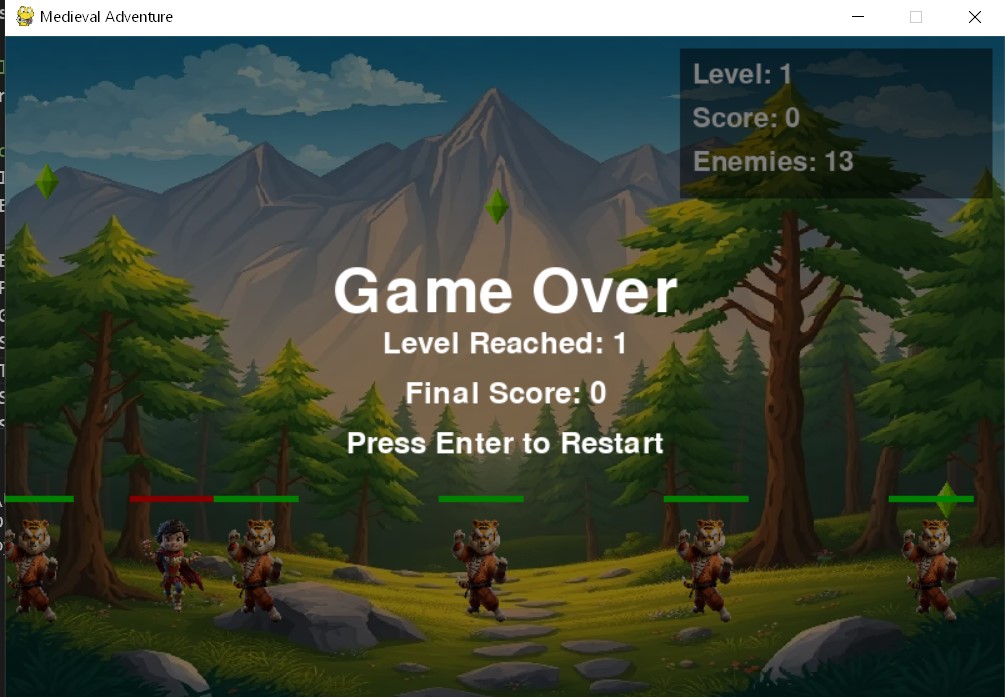 Medieval Adventure
Level: 1
Score: 0
Enemies: 13
Game Over
Level Reached: 1
Final Score: 0
Press Enter to Restart